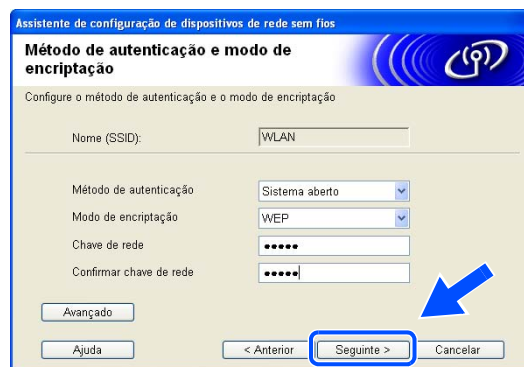 Assistente de configuração de dispositivos de rede sem fios
Método de autenticação e modo de
encriptação
Configure o método de autenticação e o modo de encriptação
Nome (SSID): WLAN
Método de autenticação Sistema aberto
Modo de encriptação WEP
Chave de rede •••••
Confirmar chave de rede •••••
Avançado
Ajuda < Anterior Seguinte > Cancelar